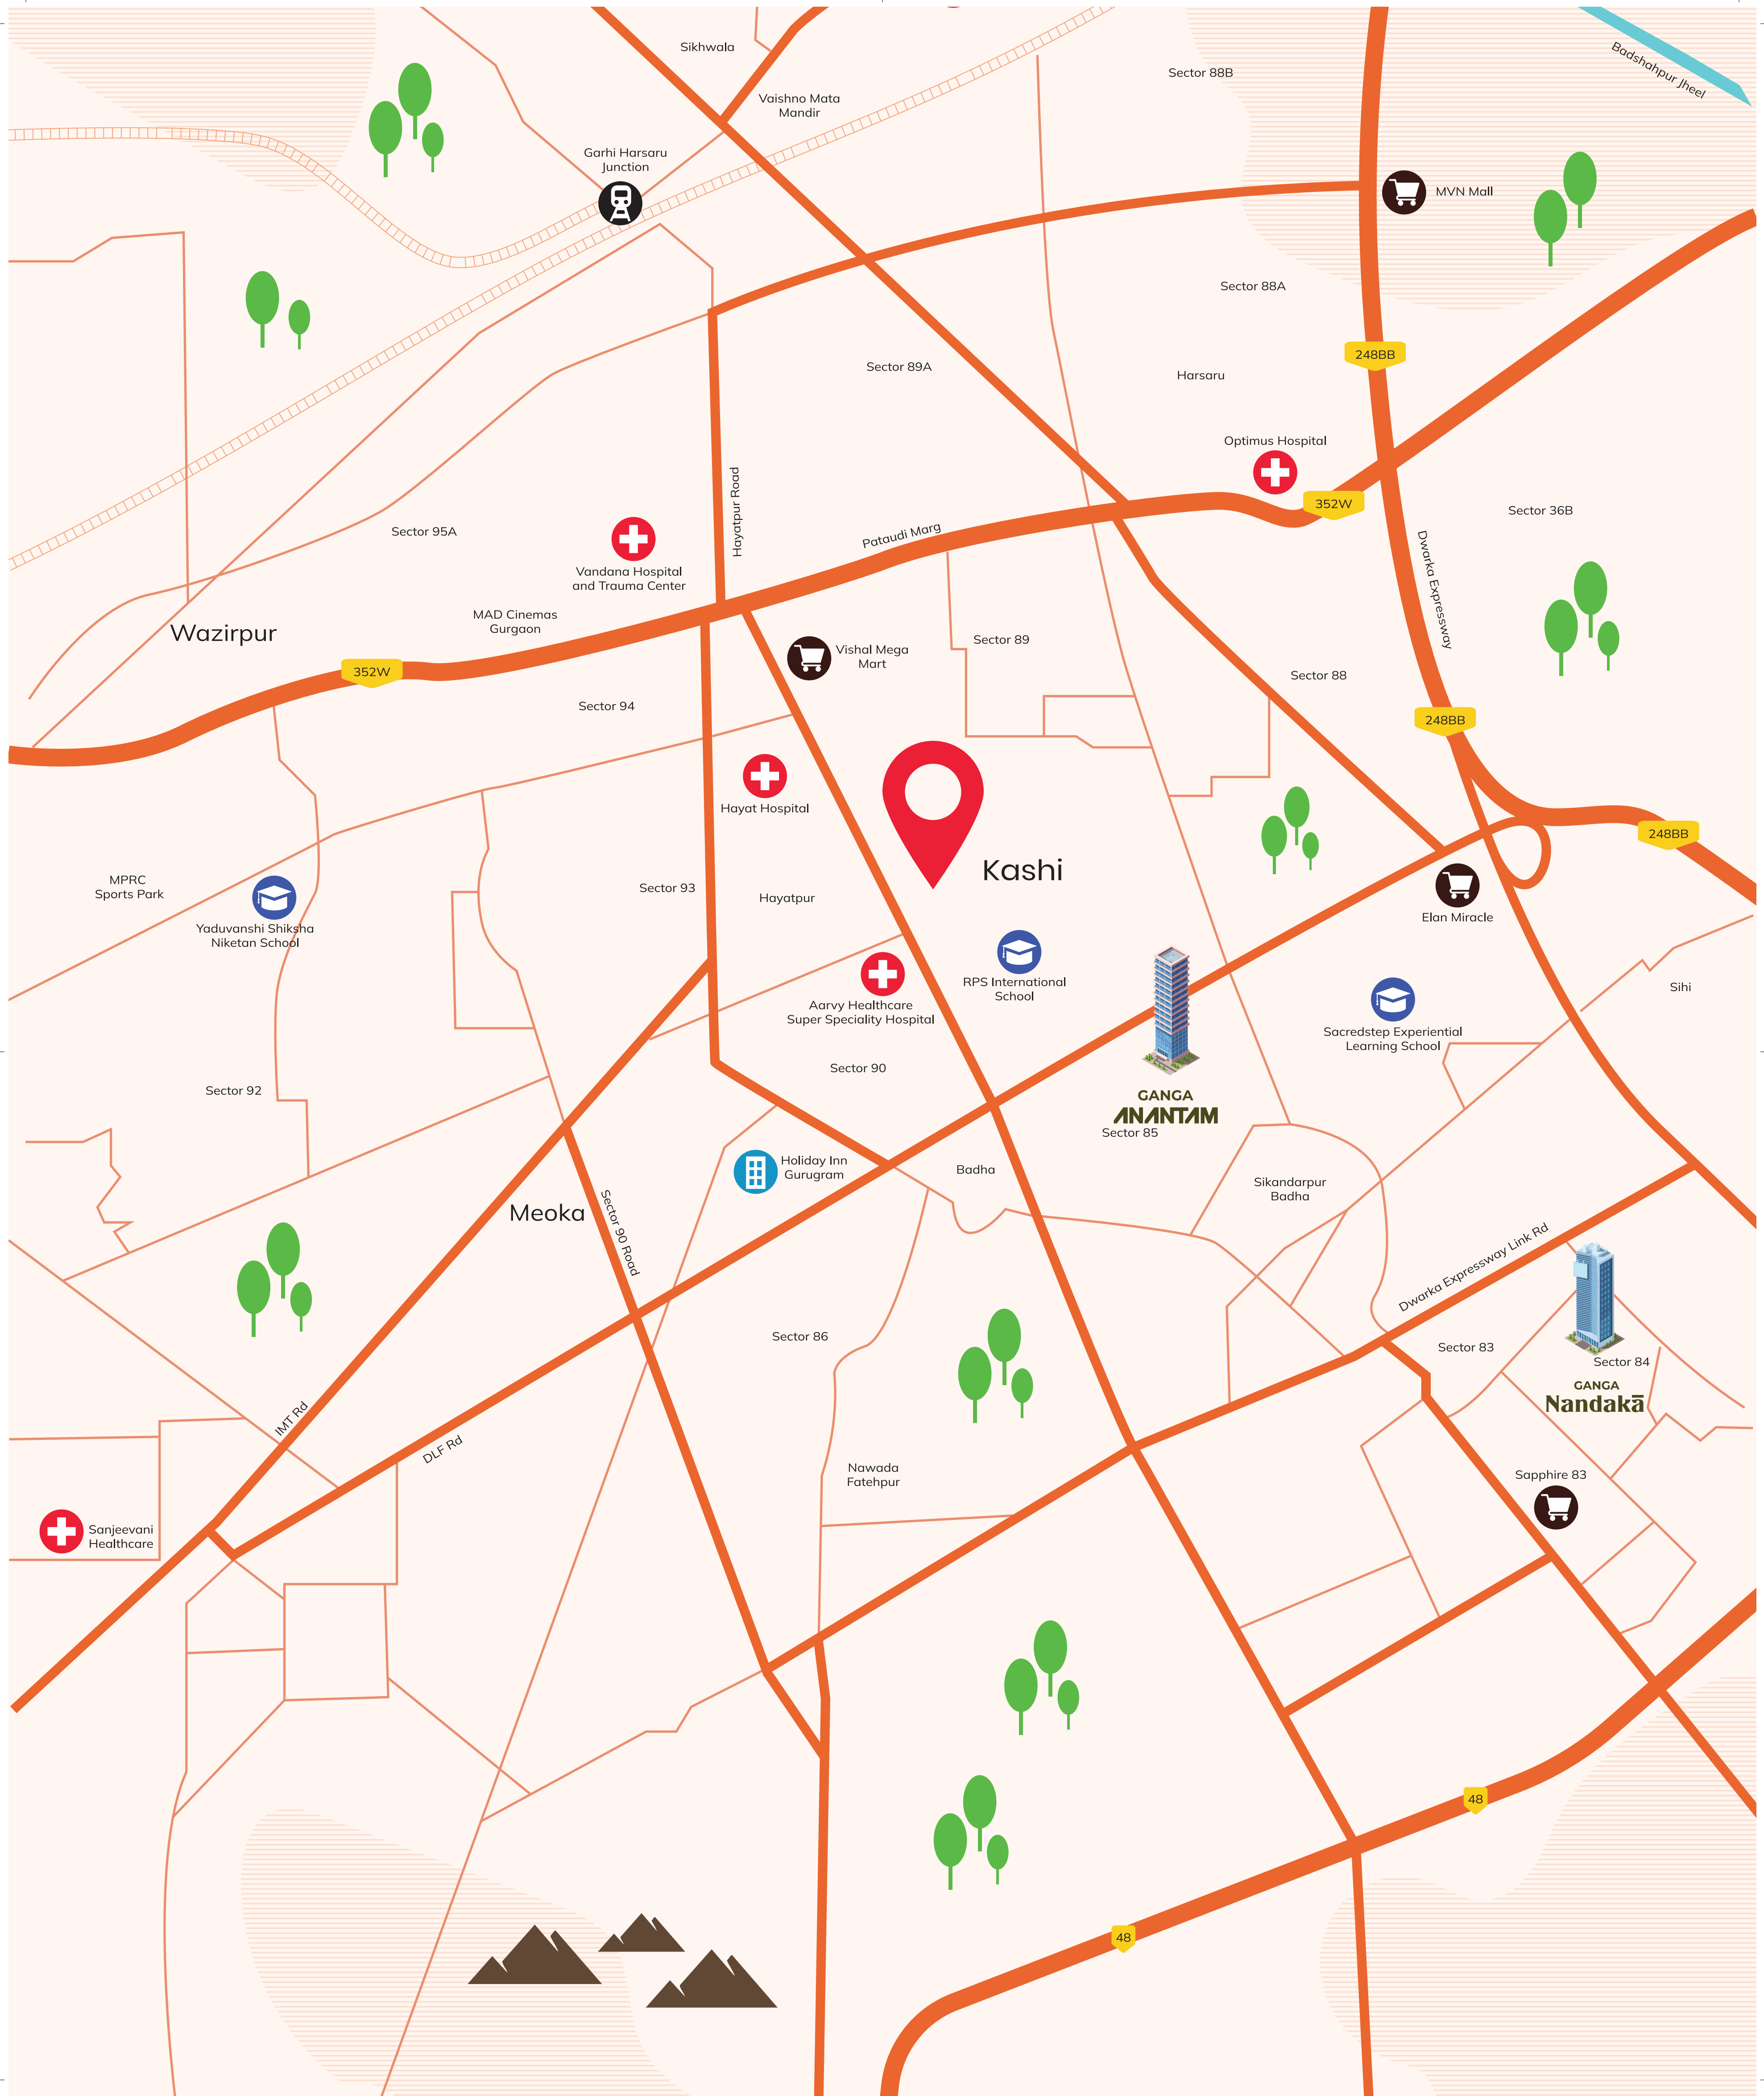 Sikhwala
Badshahpur Jheel
Sector 88B
Vaishno Mata
Mandir
Garhi Harsaru
Junction
MVN Mall
Sector 88A
248BB
Sector 89A
Harsaru
Optimus Hospital
352W
Sector 36B
Hayatpur Road
Pataudi Marg
Sector 95A
Dwarka Expressway
Vandana Hospital
and Trauma Center
MAD Cinemas
Gurgaon
Wazirpur
352W
Vishal Mega
Mart
Sector 89
Sector 88
Sector 94
248BB
Hayat Hospital
248BB
Kashi
MPRC
Sports Park
Sector 93
Hayatpur
Elan Miracle
Yaduvanshi Shiksha
Niketan School
RPS International
School
Sihi
Aarvy Healthcare
Super Speciality Hospital
Sacredstep Experiential
Learning School
Sector 90
Sector 92
GANGA
ANANTAM
Sector 85
Holiday Inn
Gurugram
Badha
Sikandarpur
Badha
Meoka
Sector 90 Road
Dwarka Expressway Link Rd
Sector 86
Sector 83
Sector 84
GANGA
Nandakā
IMT Rd
DLF Rd
Nawada
Fatehpur
Sapphire 83
Sanjeevani
Healthcare
48
48